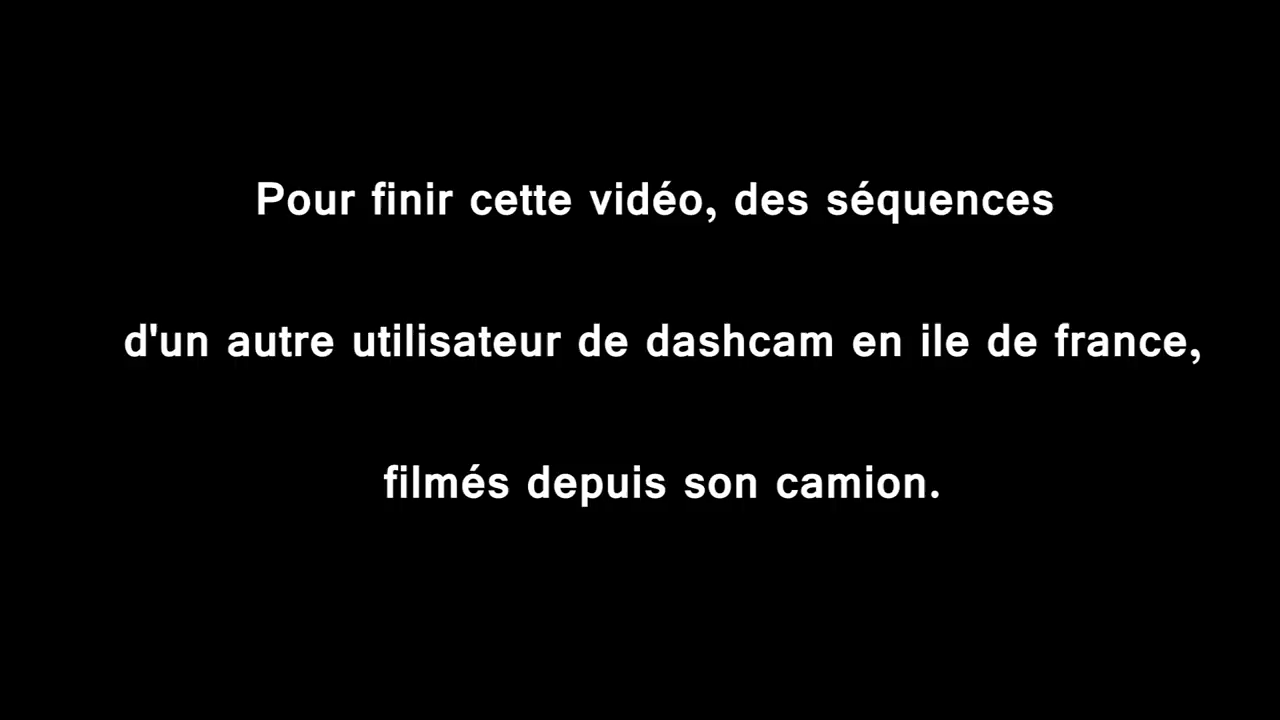 Pour finir cette vidéo, des séquences
d'un autre utilisateur de dashcam en ile de france,
filmés depuis son camion.